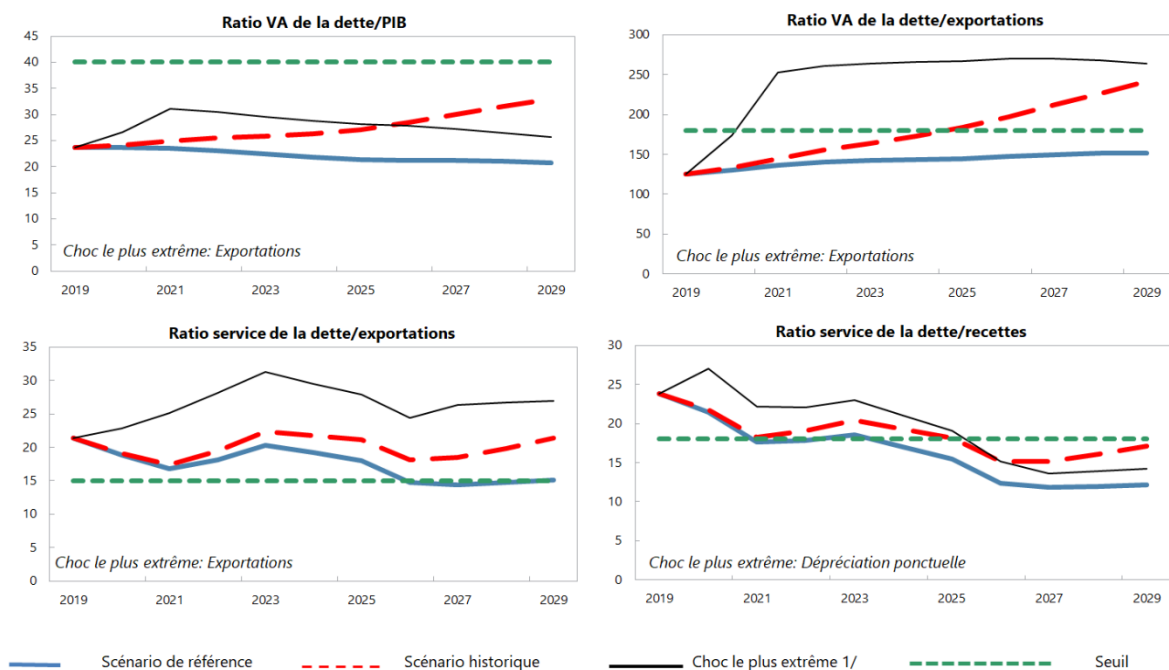 Ratio VA de la dette/PIB
45
40
35
30
25
20
15
10
5
0
Choc le plus extrême: Exportations
2019 2021 2023 2025 2027 2029
Ratio VA de la dette/exportations
300
250
200
150
100
50
0
Choc le plus extrême: Exportations
2019 2021 2023 2025 2027 2029
Ratio service de la dette/exportations
35
30
25
20
15
10
5
0
Choc le plus extrême: Exportations
2019 2021 2023 2025 2027 2029
Ratio service de la dette/recettes
30
25
20
15
10
5
0
Choc le plus extrême: Dépréciation ponctuelle
2019 2021 2023 2025 2027 2029
Scénario de référence Scénario historique Choc le plus extrême 1/ Seuil